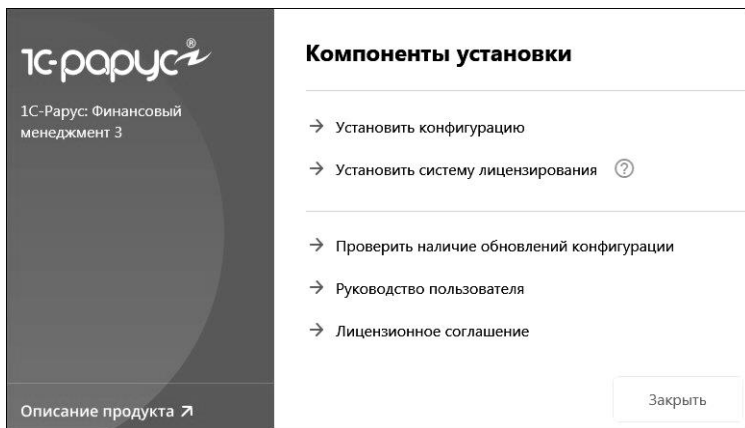 1С-рарус®
1С-Рарус: Финансовый
менеджмент 3
Описание продукта
Компоненты установки
Установить конфигурацию
Установить систему лицензирования ?
Проверить наличие обновлений конфигурации
Руководство пользователя
Лицензионное соглашение
Закрыть